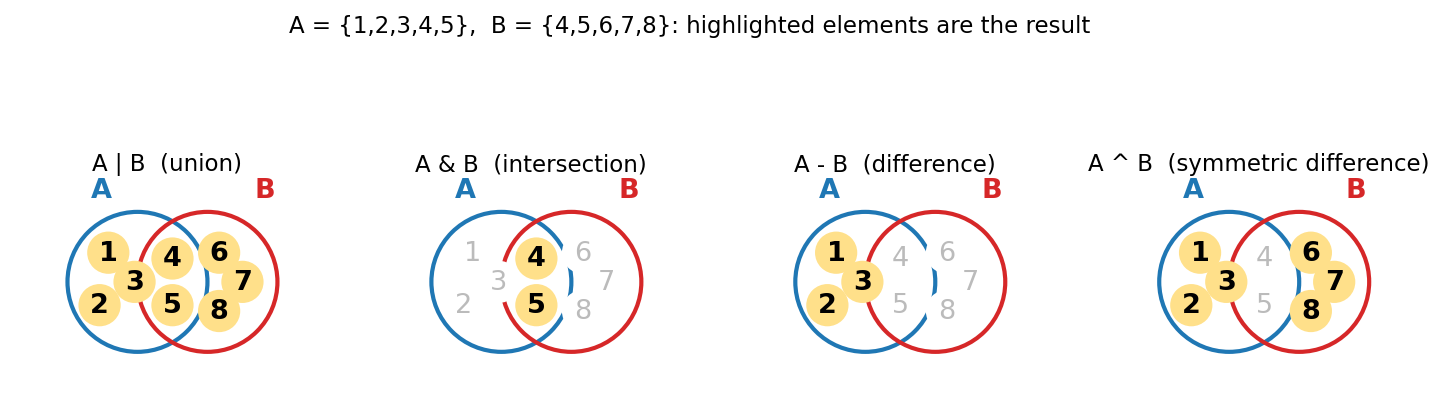 A = {1,2,3,4,5},  B = {4,5,6,7,8}: highlighted elements are the result
A | B  (union)
A B
1 4 6
3 7
2 5 8
A & B  (intersection)
A B
1 4 6
3 7
2 5 8
A - B  (difference)
A B
1 4 6
3 7
2 5 8
A ^ B  (symmetric difference)
A B
1 4 6
3 7
2 5 8